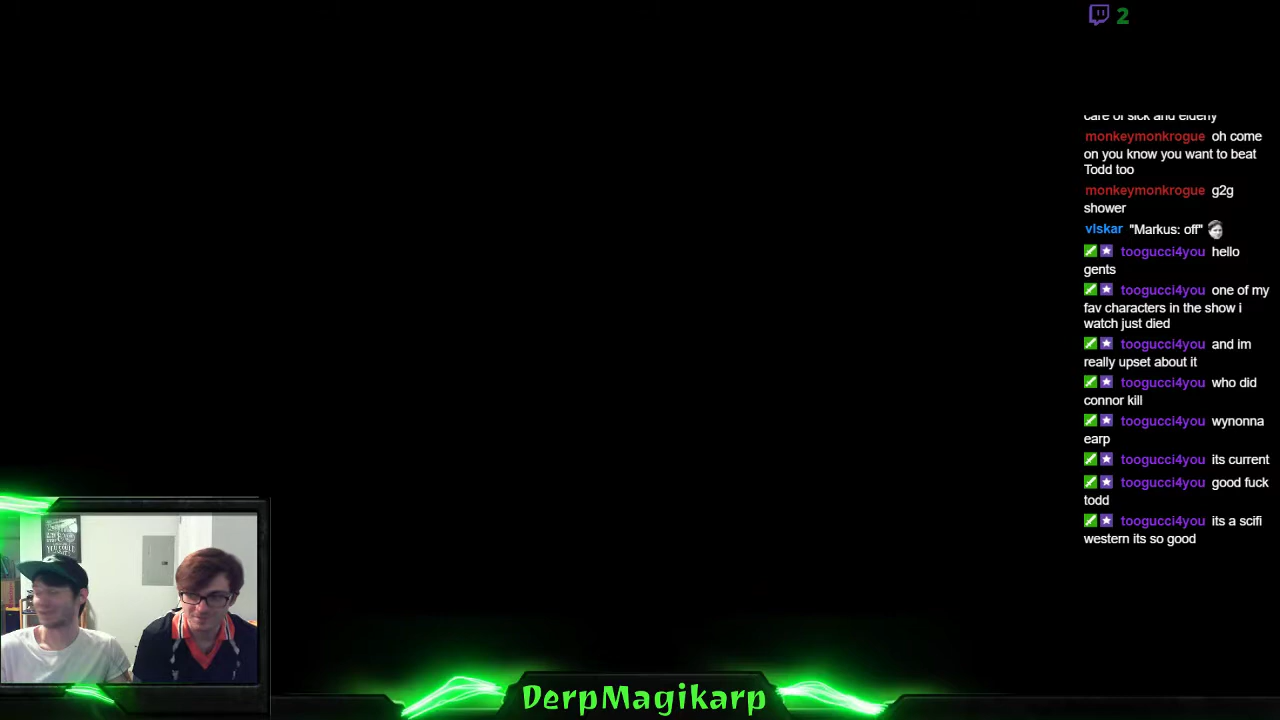 2
care of sick and elderly
monkeymonkrogue oh come
on you know you want to beat
Todd too
monkeymonkrogue g2g
shower
vlskar "Markus: off"
toogucci4you hello
gents
toogucci4you one of my
fav characters in the show i
watch just died
toogucci4you and im
really upset about it
toogucci4you who did
connor kill
toogucci4you wynonna
earp
toogucci4you its current
toogucci4you good fuck
todd
toogucci4you its a scifi
western its so good
DerpMagikarp